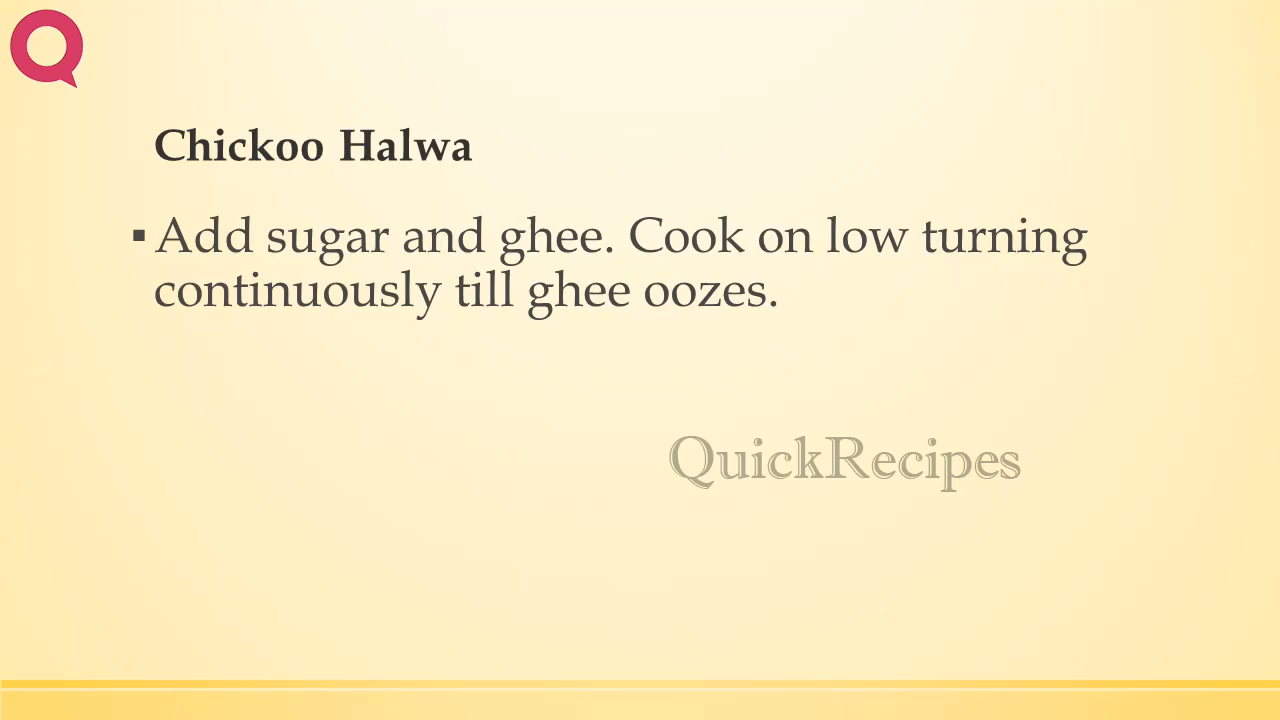 Chickoo Halwa
▪ Add sugar and ghee. Cook on low turning
continuously till ghee oozes.
QuickRecipes